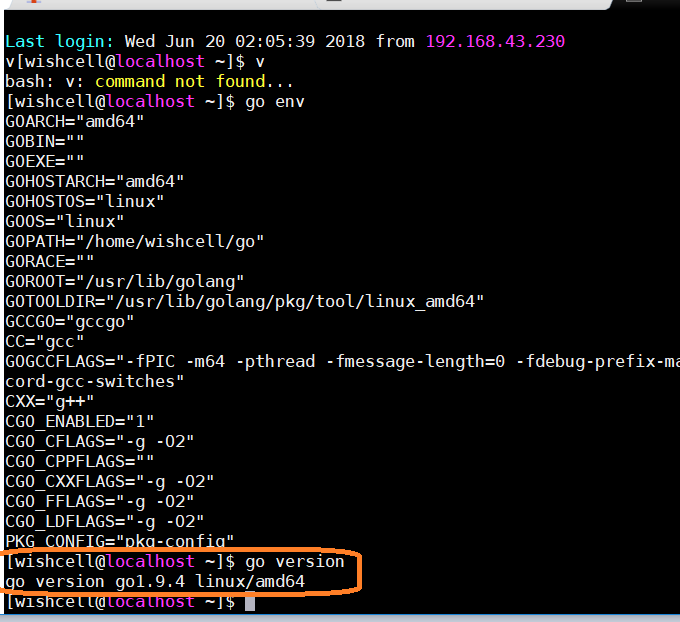 Last login: Wed Jun 20 02:05:39 2018 from 192.168.43.230
v[wishcell@localhost ~]$ v
bash: v: command not found...
[wishcell@localhost ~]$ go env
GOARCH="amd64"
GOBIN=""
GOEXE=""
GOHOSTARCH="amd64"
GOHOSTOS="linux"
GOOS="linux"
GOPATH="/home/wishcell/go"
GORACE=""
GOROOT="/usr/lib/golang"
GOTOOLDIR="/usr/lib/golang/pkg/tool/linux_amd64"
GCCGO="gccgo"
CC="gcc"
GOGCCFLAGS="-fPIC -m64 -pthread -fmessage-length=0 -fdebug-prefix-ma
cord-gcc-switches"
CXX="g++"
CGO_ENABLED="1"
CGO_CFLAGS="-g -O2"
CGO_CPPFLAGS=""
CGO_CXXFLAGS="-g -O2"
CGO_FFLAGS="-g -O2"
CGO_LDFLAGS="-g -O2"
PKG_CONFIG="pkg-config"
[wishcell@localhost ~]$ go version
go version go1.9.4 linux/amd64
[wishcell@localhost ~]$